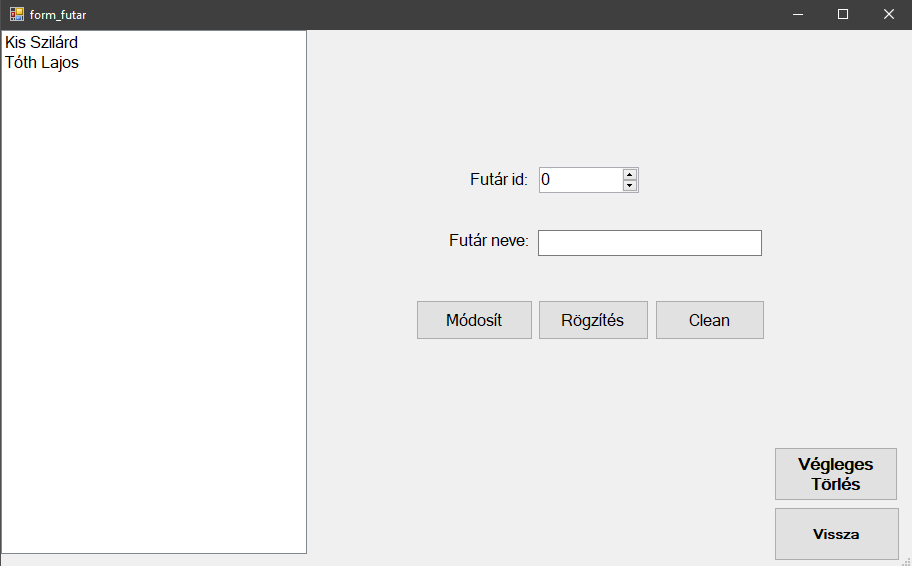 form_futar
Kis Szilárd
Tóth Lajos
Futár id: 0
Futár neve:
Módosít Rögzítés Clean
Végleges
Törlés
Vissza